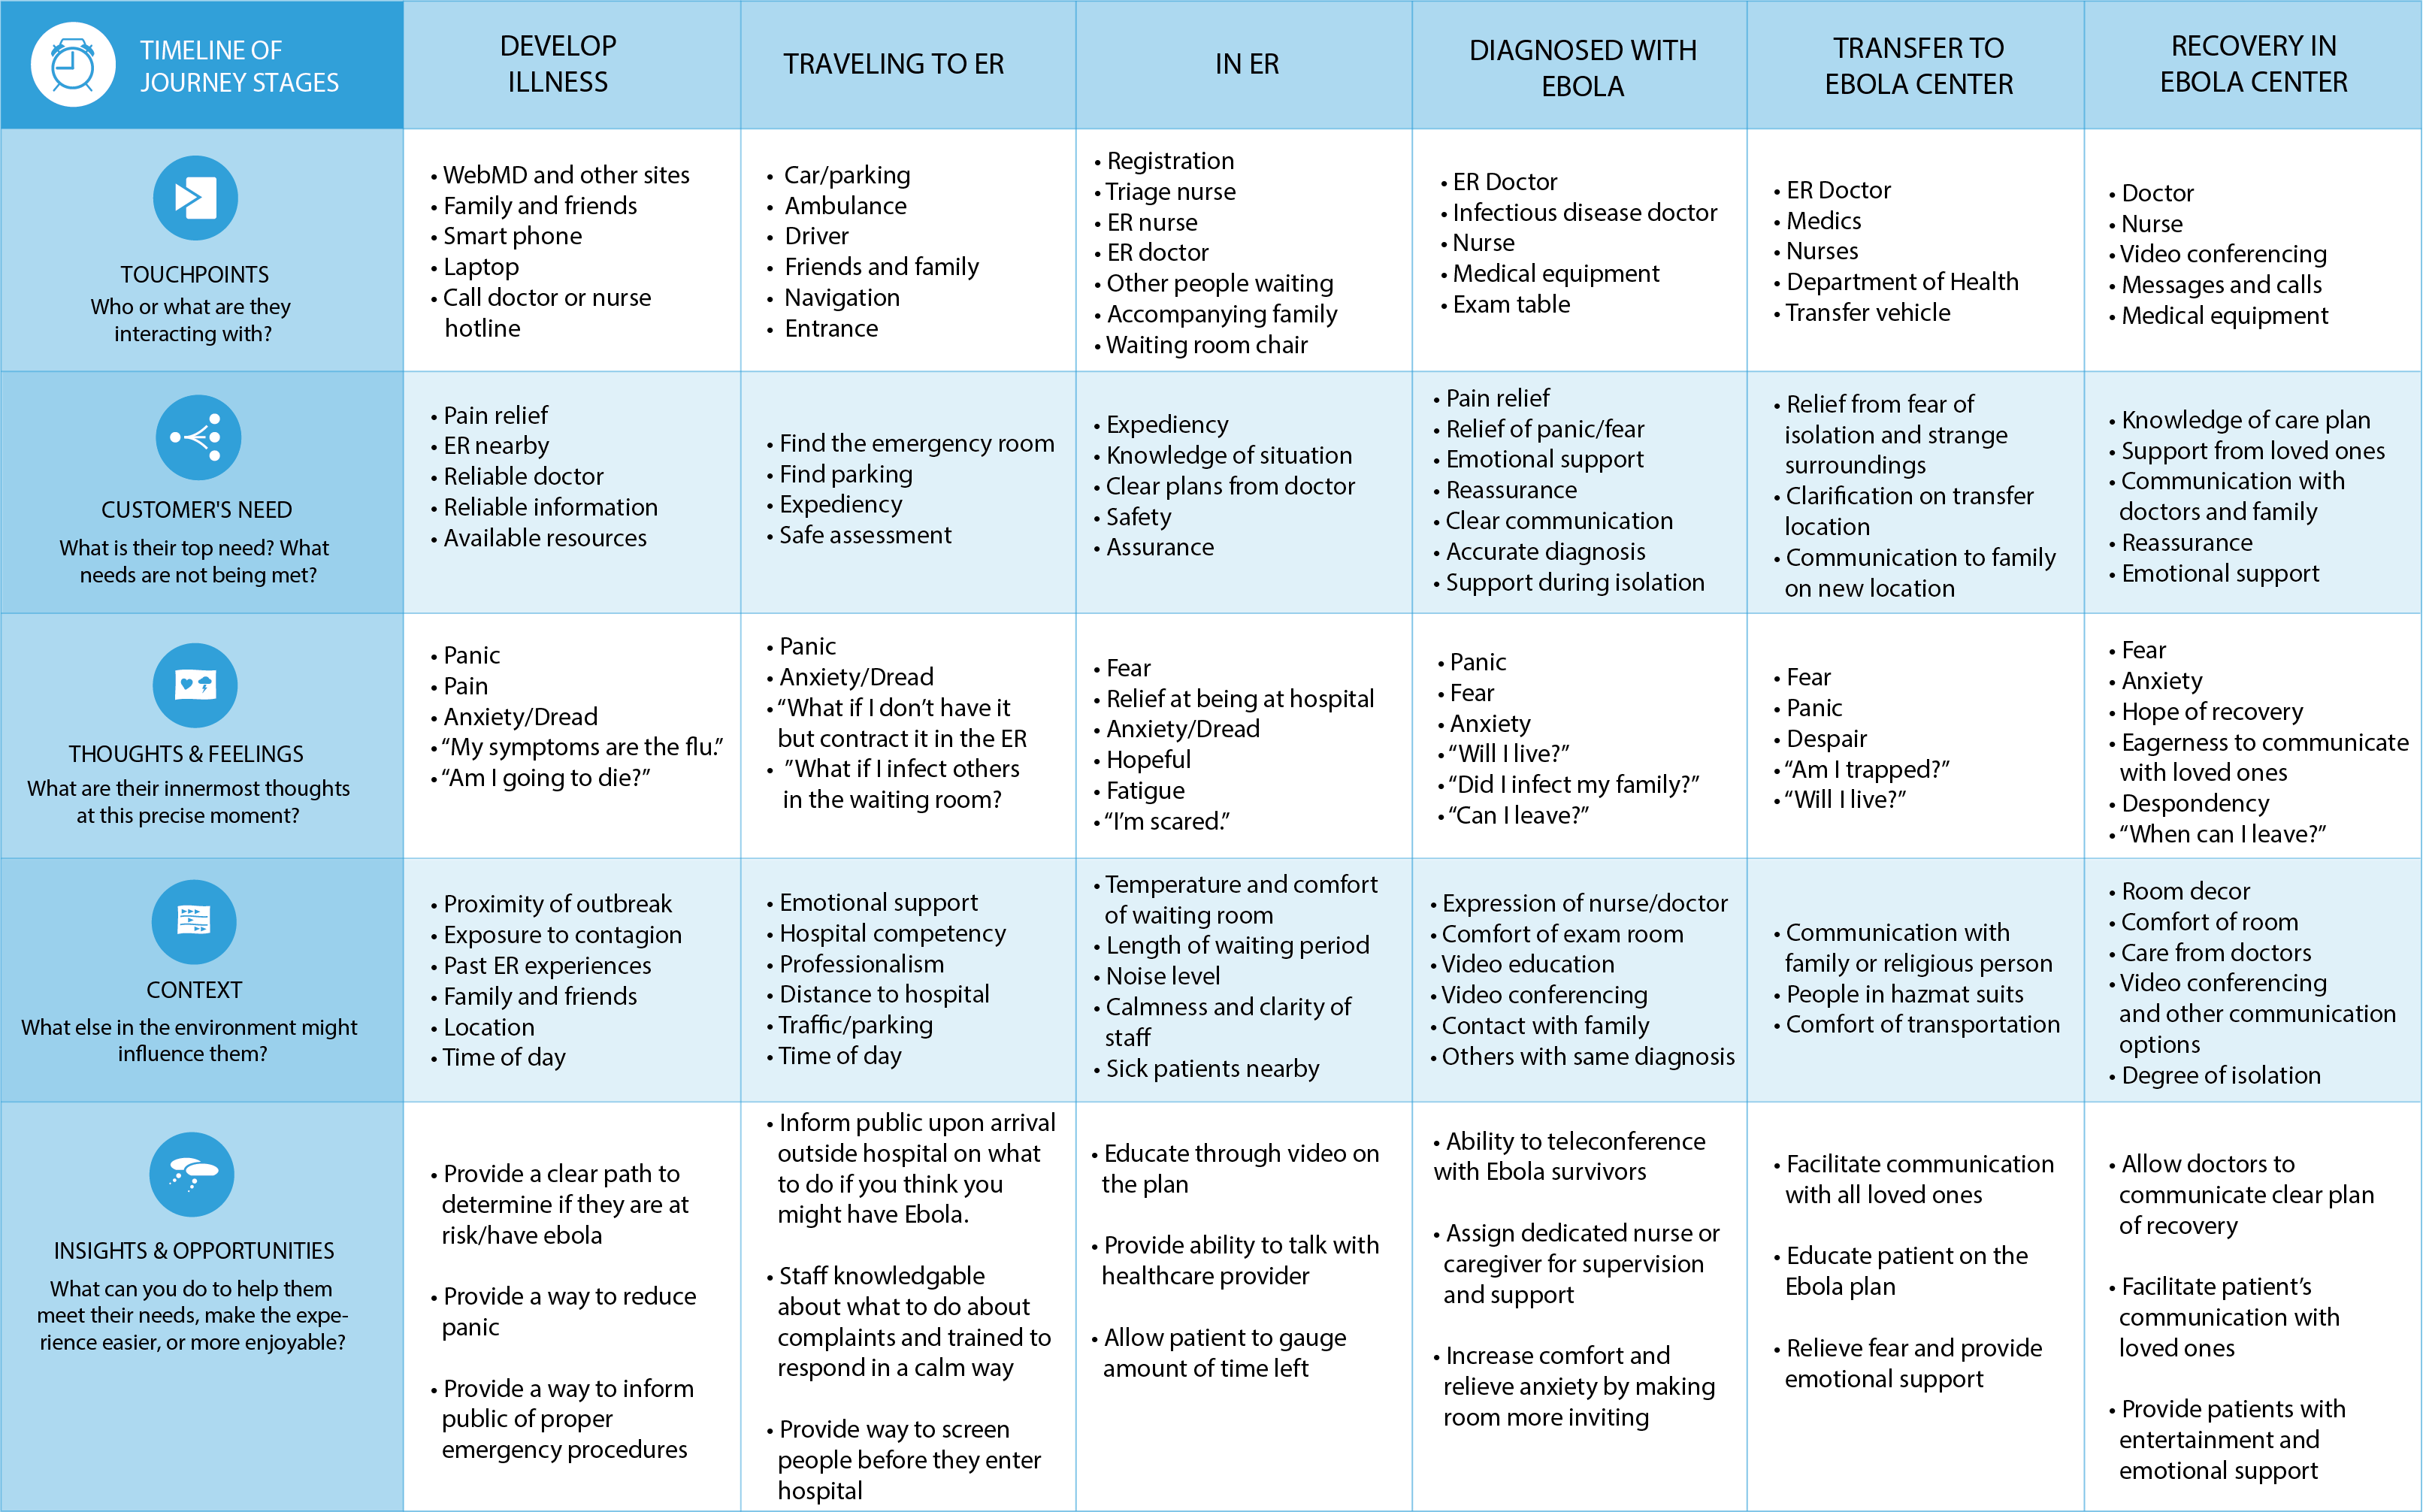 TIMELINE OF
JOURNEY STAGES
DEVELOP
ILLNESS
TRAVELING TO ER
IN ER
DIAGNOSED WITH
EBOLA
TRANSFER TO
EBOLA CENTER
RECOVERY IN
EBOLA CENTER
TOUCHPOINTS
Who or what are they
interacting with?
• WebMD and other sites
• Family and friends
• Smart phone
• Laptop
• Call doctor or nurse
hotline
• Car/parking
• Ambulance
• Driver
• Friends and family
• Navigation
• Entrance
• Registration
• Triage nurse
• ER nurse
• ER doctor
• Other people waiting
• Accompanying family
• Waiting room chair
• ER Doctor
• Infectious disease doctor
• Nurse
• Medical equipment
• Exam table
• ER Doctor
• Medics
• Nurses
• Department of Health
• Transfer vehicle
• Doctor
• Nurse
• Video conferencing
• Messages and calls
• Medical equipment
CUSTOMER'S NEED
What is their top need? What
needs are not being met?
• Pain relief
• ER nearby
• Reliable doctor
• Reliable information
• Available resources
• Find the emergency room
• Find parking
• Expediency
• Safe assessment
• Expediency
• Knowledge of situation
• Clear plans from doctor
• Safety
• Assurance
• Pain relief
• Relief of panic/fear
• Emotional support
• Reassurance
• Clear communication
• Accurate diagnosis
• Support during isolation
• Relief from fear of
isolation and strange
surroundings
• Clarification on transfer
location
• Communication to family
on new location
• Knowledge of care plan
• Support from loved ones
• Communication with
doctors and family
• Reassurance
• Emotional support
THOUGHTS & FEELINGS
What are their innermost thoughts
at this precise moment?
• Panic
• Pain
• Anxiety/Dread
• “My symptoms are the flu.”
• “Am I going to die?”
• Panic
• Anxiety/Dread
• “What if I don’t have it
but contract it in the ER
• ”What if I infect others
in the waiting room?
• Fear
• Relief at being at hospital
• Anxiety/Dread
• Hopeful
• Fatigue
• “I’m scared.”
• Panic
• Fear
• Anxiety
• “Will I live?”
• “Did I infect my family?”
• “Can I leave?”
• Fear
• Panic
• Despair
• “Am I trapped?”
• “Will I live?”
• Fear
• Anxiety
• Hope of recovery
• Eagerness to communicate
with loved ones
• Despondency
• “When can I leave?”
CONTEXT
What else in the environment might
influence them?
• Proximity of outbreak
• Exposure to contagion
• Past ER experiences
• Family and friends
• Location
• Time of day
• Emotional support
• Hospital competency
• Professionalism
• Distance to hospital
• Traffic/parking
• Time of day
• Temperature and comfort
of waiting room
• Length of waiting period
• Noise level
• Calmness and clarity of
staff
• Sick patients nearby
• Expression of nurse/doctor
• Comfort of exam room
• Video education
• Video conferencing
• Contact with family
• Others with same diagnosis
• Communication with
family or religious person
• People in hazmat suits
• Comfort of transportation
• Room decor
• Comfort of room
• Care from doctors
• Video conferencing
and other communication
options
• Degree of isolation
INSIGHTS & OPPORTUNITIES
What can you do to help them
meet their needs, make the expe-
rience easier, or more enjoyable?
• Provide a clear path to
determine if they are at
risk/have ebola
• Provide a way to reduce
panic
• Provide a way to inform
public of proper
emergency procedures
• Inform public upon arrival
outside hospital on what
to do if you think you
might have Ebola.
• Staff knowledgable
about what to do about
complaints and trained to
respond in a calm way
• Provide way to screen
people before they enter
hospital
• Educate through video on
the plan
• Provide ability to talk with
healthcare provider
• Allow patient to gauge
amount of time left
• Ability to teleconference
with Ebola survivors
• Assign dedicated nurse or
caregiver for supervision
and support
• Increase comfort and
relieve anxiety by making
room more inviting
• Facilitate communication
with all loved ones
• Educate patient on the
Ebola plan
• Relieve fear and provide
emotional support
• Allow doctors to
communicate clear plan
of recovery
• Facilitate patient’s
communication with
loved ones
• Provide patients with
entertainment and
emotional support